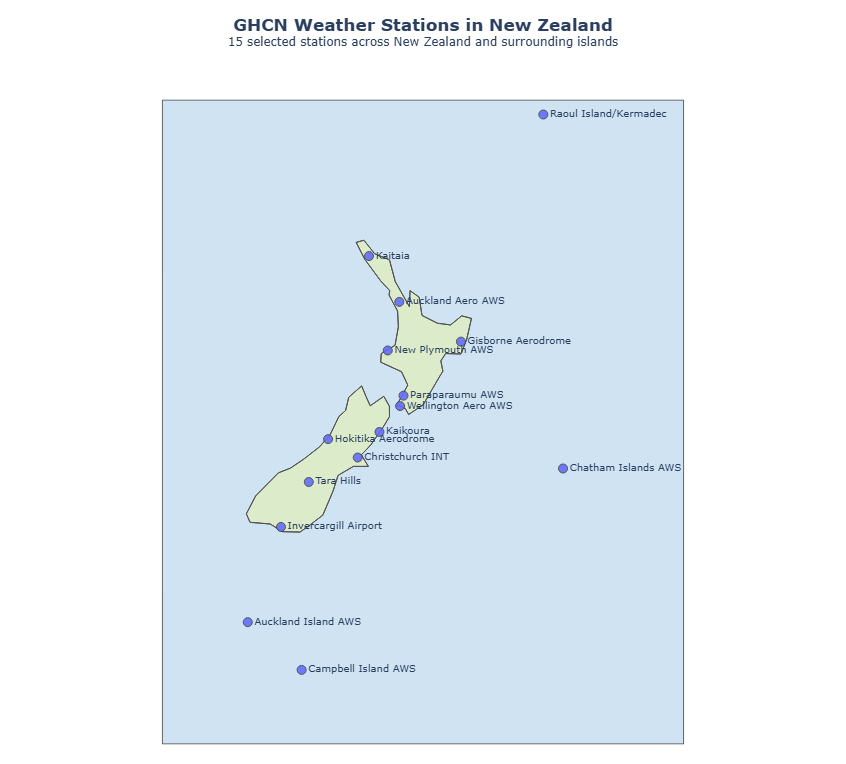 GHCN Weather Stations in New Zealand
15 selected stations across New Zealand and surrounding islands
Raoul Island/Kermadec
Kaitaia
Auckland Aero AWS
Gisborne Aerodrome
New Plymouth AWS
Paraparaumu AWS
Wellington Aero AWS
Kaikoura
Hokitika Aerodrome
Christchurch INT
Chatham Islands AWS
Tara Hills
Invercargill Airport
Auckland Island AWS
Campbell Island AWS